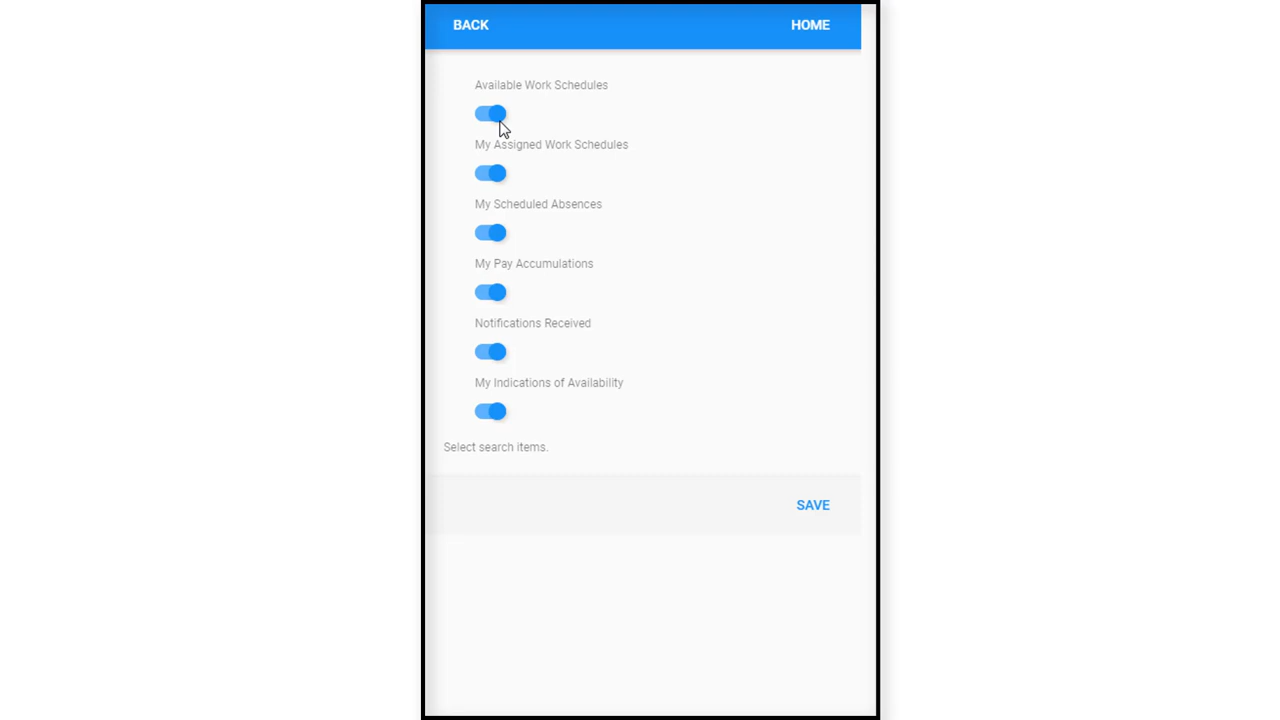 BACK HOME
Available Work Schedules
My Assigned Work Schedules
My Scheduled Absences
My Pay Accumulations
Notifications Received
My Indications of Availability
Select search items.
SAVE